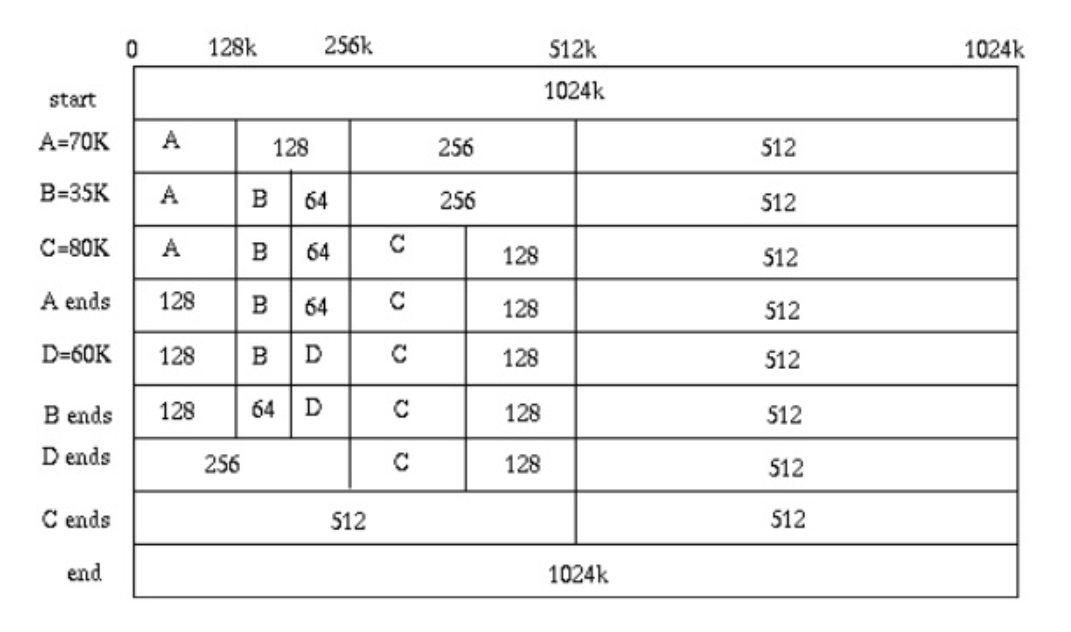 0 128k 256k 512k 1024k
start 1024k
A=70K A 128 256 512
B=35K A B 64 256 512
C=80K A B 64 C 128 512
A ends 128 B 64 C 128 512
D=60K 128 B D C 128 512
B ends 128 64 D C 128 512
D ends 256 C 128 512
C ends 512 512
end 1024k